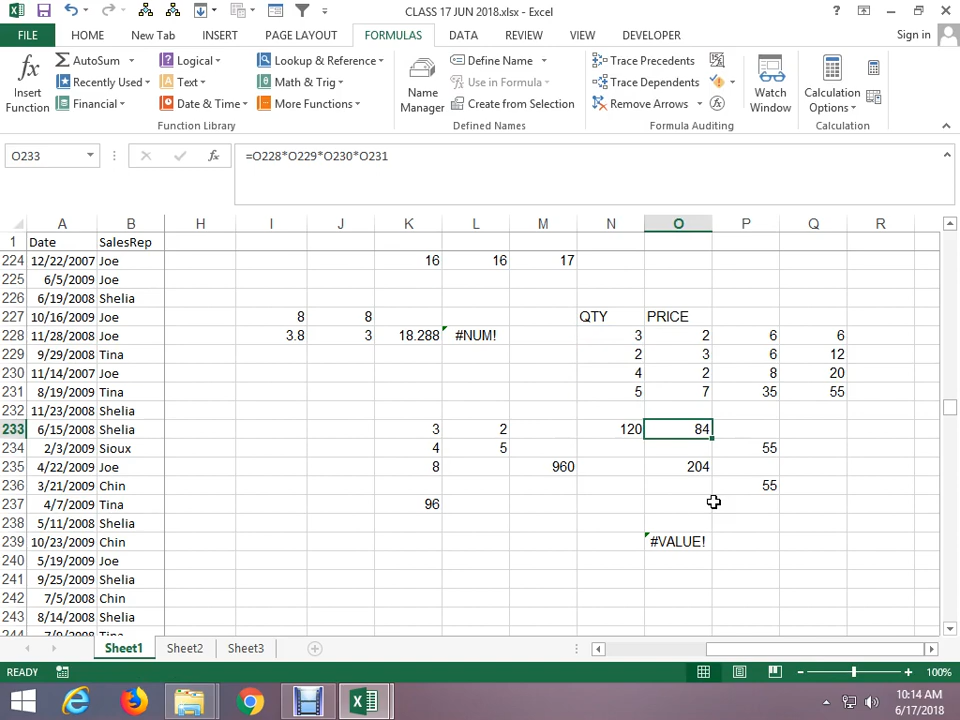 CLASS 17 JUN 2018.xlsx - Excel
FILE HOME New Tab INSERT PAGE LAYOUT FORMULAS DATA REVIEW VIEW DEVELOPER Sign in
Insert Function
AutoSum
Recently Used
Financial
Logical
Text
Date & Time
Lookup & Reference
Math & Trig
More Functions
Function Library
Name Manager
Define Name
Use in Formula
Create from Selection
Defined Names
Trace Precedents
Trace Dependents
Remove Arrows
Formula Auditing
Watch Window
Calculation Options
Calculation
O233 fx =O228*O229*O230*O231
A B H I J K L M N O P Q R
1 Date SalesRep
224 12/22/2007 Joe 16 16 17
225 6/5/2009 Joe
226 6/19/2008 Shelia
227 10/16/2009 Joe 8 8 QTY PRICE
228 11/28/2008 Joe 3.8 3 18.288 #NUM! 3 2 6 6
229 9/29/2008 Tina 2 3 6 12
230 11/14/2007 Joe 4 2 8 20
231 8/19/2009 Tina 5 7 35 55
232 11/23/2008 Shelia
233 6/15/2008 Shelia 3 2 120 84
234 2/3/2009 Sioux 4 5 55
235 4/22/2009 Joe 8 960 204
236 3/21/2009 Chin 55
237 4/7/2009 Tina 96
238 5/11/2008 Shelia
239 10/23/2009 Chin #VALUE!
240 5/19/2009 Joe
241 9/25/2009 Shelia
242 7/5/2008 Chin
243 8/14/2008 Shelia
244 7/9/2008 Tina
Sheet1 Sheet2 Sheet3
READY 100%
10:14 AM
6/17/2018